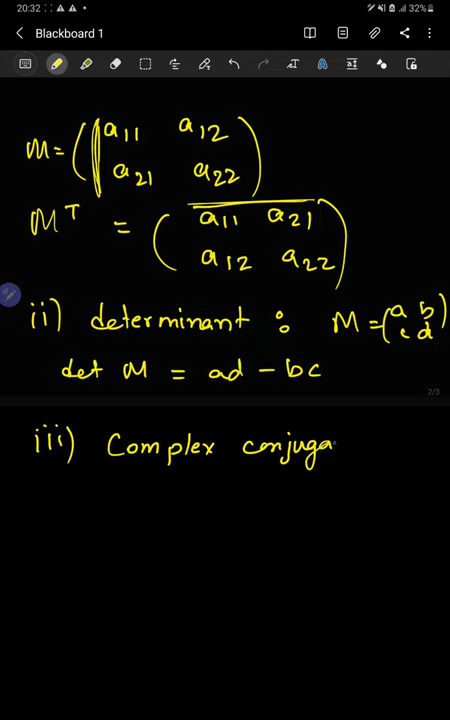 20:32 32%
Blackboard 1
M = ( a11 a12
a21 a22 )
M^T = ( a11 a21
a12 a22 )
ii) determinant : M = ( a b
c d )
det M = ad - bc
2/3
iii) Complex conjuga